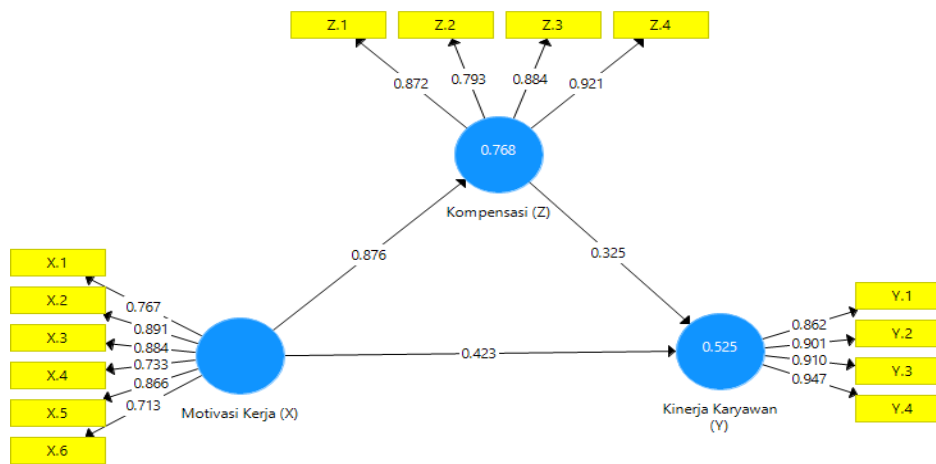 Z.1
Z.2
Z.3
Z.4
0.872
0.793
0.884
0.921
0.768
Kompensasi (Z)
0.876
0.325
X.1
X.2
X.3
X.4
X.5
X.6
0.767
0.891
0.884
0.733
0.866
0.713
Motivasi Kerja (X)
0.423
0.525
Kinerja Karyawan
(Y)
0.862
0.901
0.910
0.947
Y.1
Y.2
Y.3
Y.4